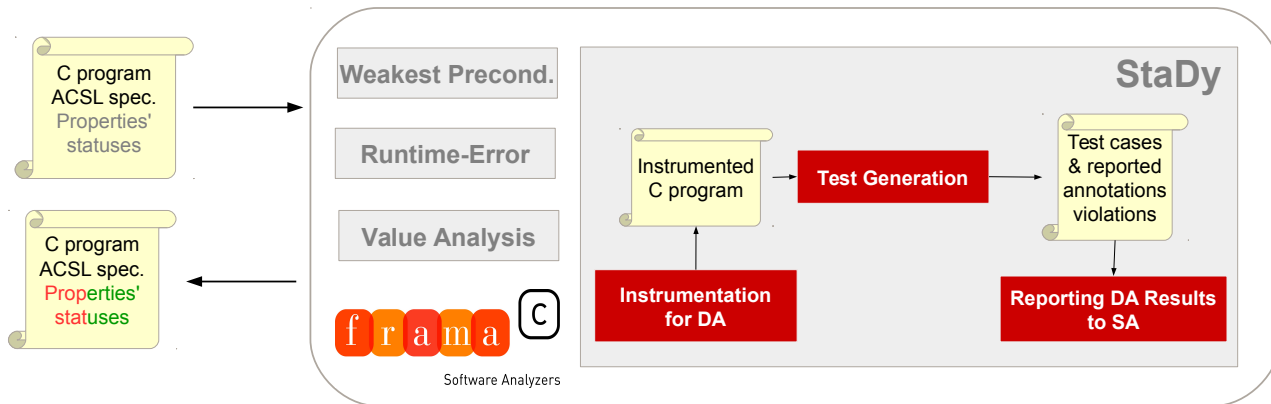 C program
ACSL spec.
Properties'
statuses
C program
ACSL spec.
Properties'
statuses
Weakest Precond.
Runtime-Error
Value Analysis
frama
C
Software Analyzers
StaDy
Instrumented
C program
Test Generation
Test cases
& reported
annotations
violations
Instrumentation
for DA
Reporting DA Results
to SA